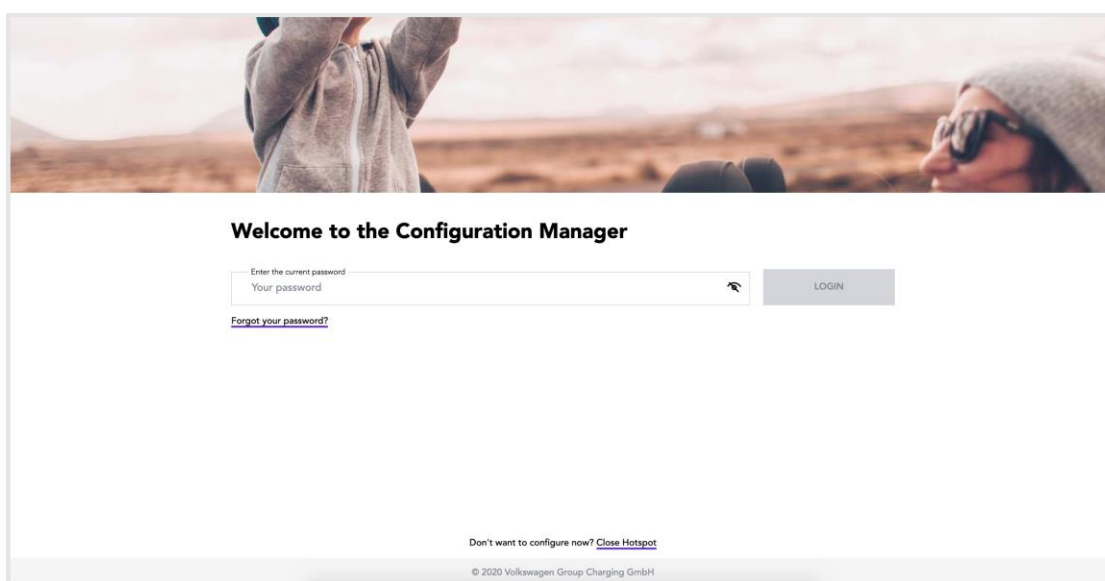 Welcome to the Configuration Manager
Enter the current password
Your password
LOGIN
Forgot your password?
Don't want to configure now? Close Hotspot
© 2020 Volkswagen Group Charging GmbH